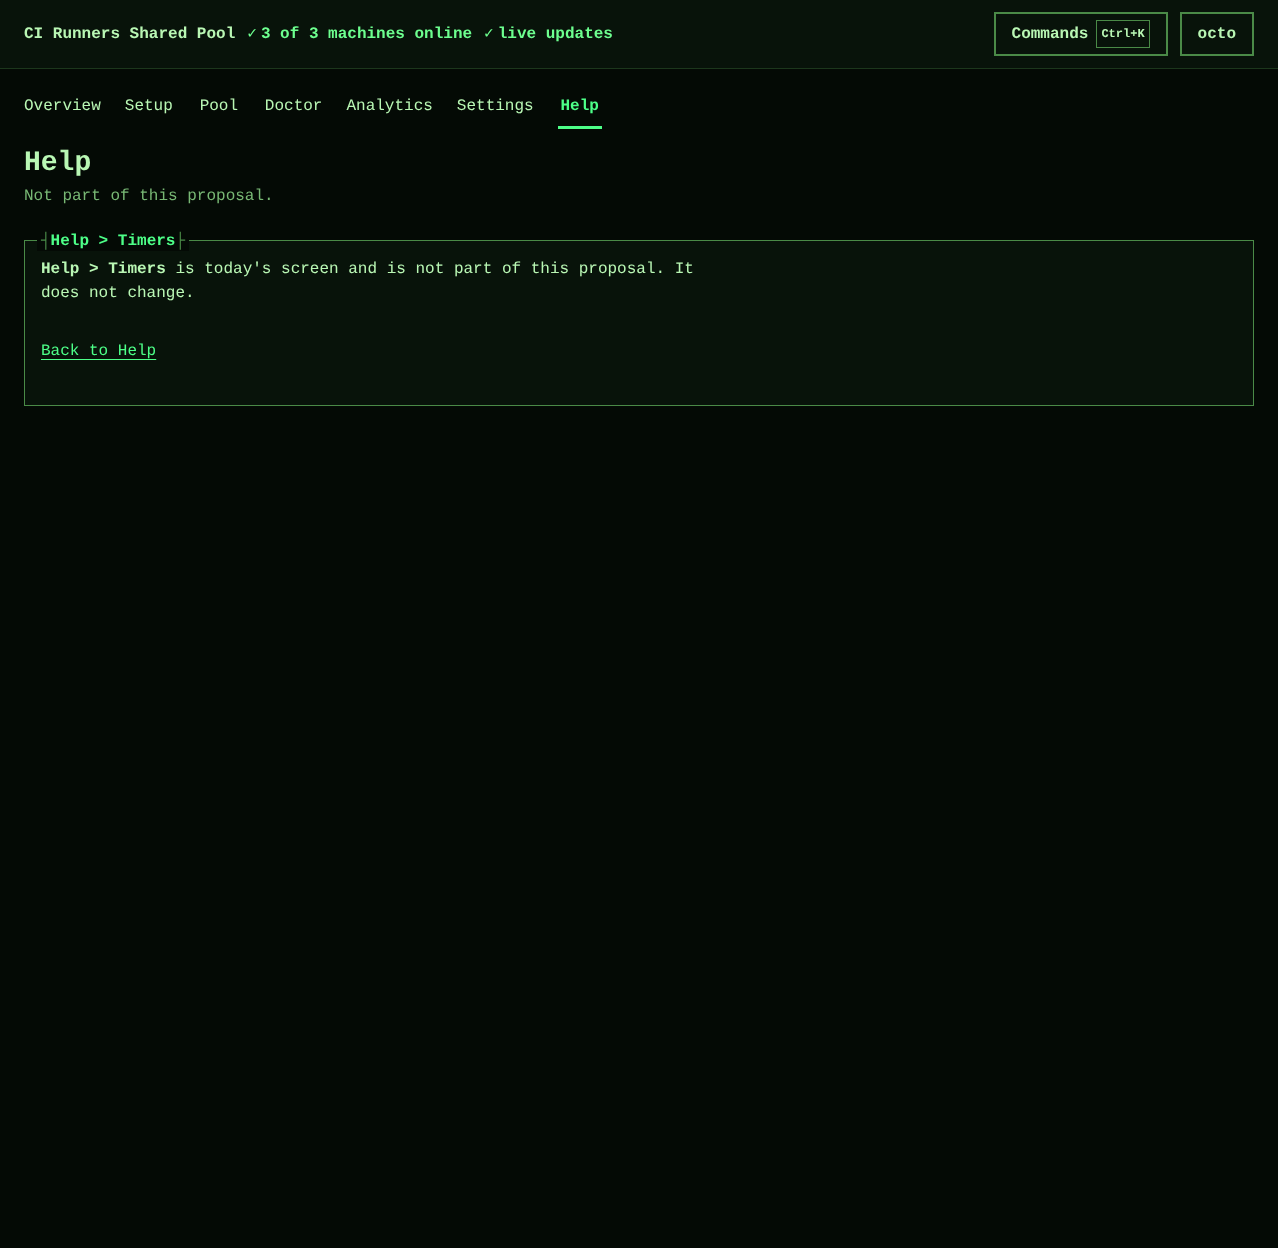 CI Runners Shared Pool ✓ 3 of 3 machines online ✓ live updates Commands Ctrl+K octo
Overview Setup Pool Doctor Analytics Settings Help
Help
Not part of this proposal.
Help > Timers
Help > Timers is today's screen and is not part of this proposal. It
does not change.
Back to Help